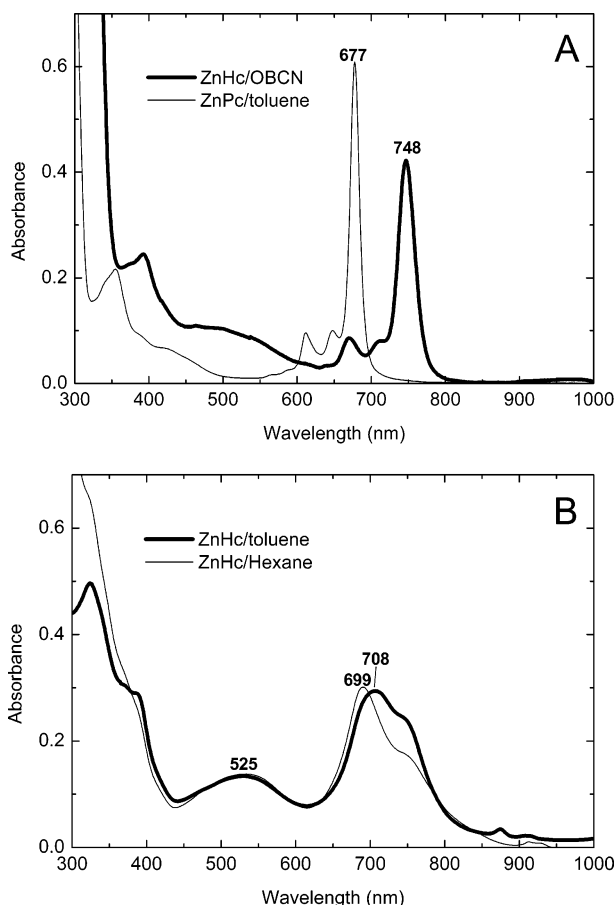 A
677
ZnHc/OBCN
ZnPc/toluene
748
0.6
0.4
0.2
0.0
Absorbance
300 400 500 600 700 800 900 1000
Wavelength (nm)
B
ZnHc/toluene
ZnHc/Hexane
708
699
525
0.6
0.4
0.2
0.0
Absorbance
300 400 500 600 700 800 900 1000
Wavelength (nm)